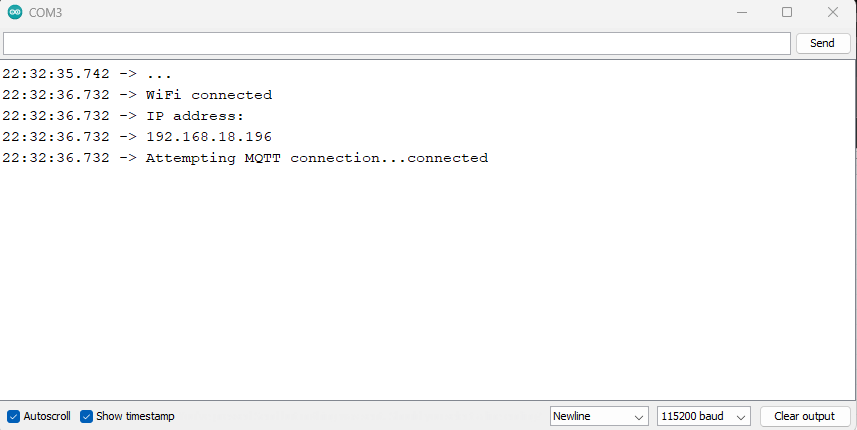 COM3
Send
22:32:35.742 -> ...
22:32:36.732 -> WiFi connected
22:32:36.732 -> IP address:
22:32:36.732 -> 192.168.18.196
22:32:36.732 -> Attempting MQTT connection...connected
Autoscroll Show timestamp Newline 115200 baud Clear output